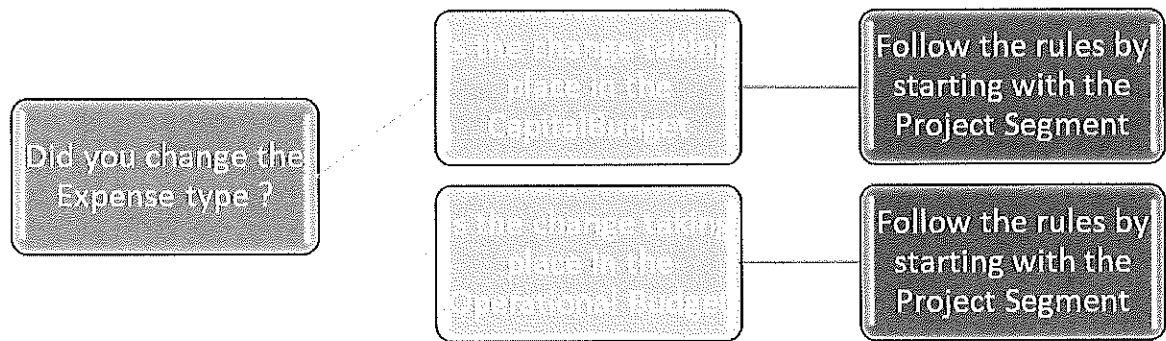 Did you change the
Expense type ?
Is the change taking
place in the
CapitalBudget
Follow the rules by
starting with the
Project Segment
Is the change taking
place in the
Operational Budget
Follow the rules by
starting with the
Project Segment